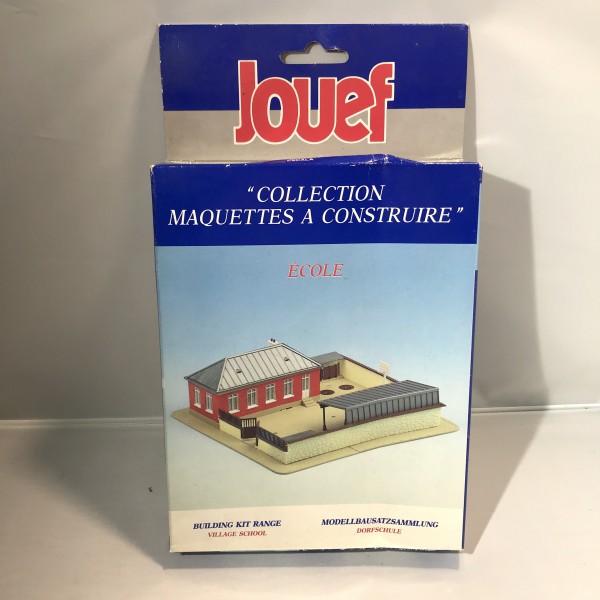 Jouef
"COLLECTION
MAQUETTES A CONSTRUIRE"
ÉCOLE
BUILDING KIT RANGE
VILLAGE SCHOOL
MODELLBAUSATZSAMMLUNG
DORFSCHULE